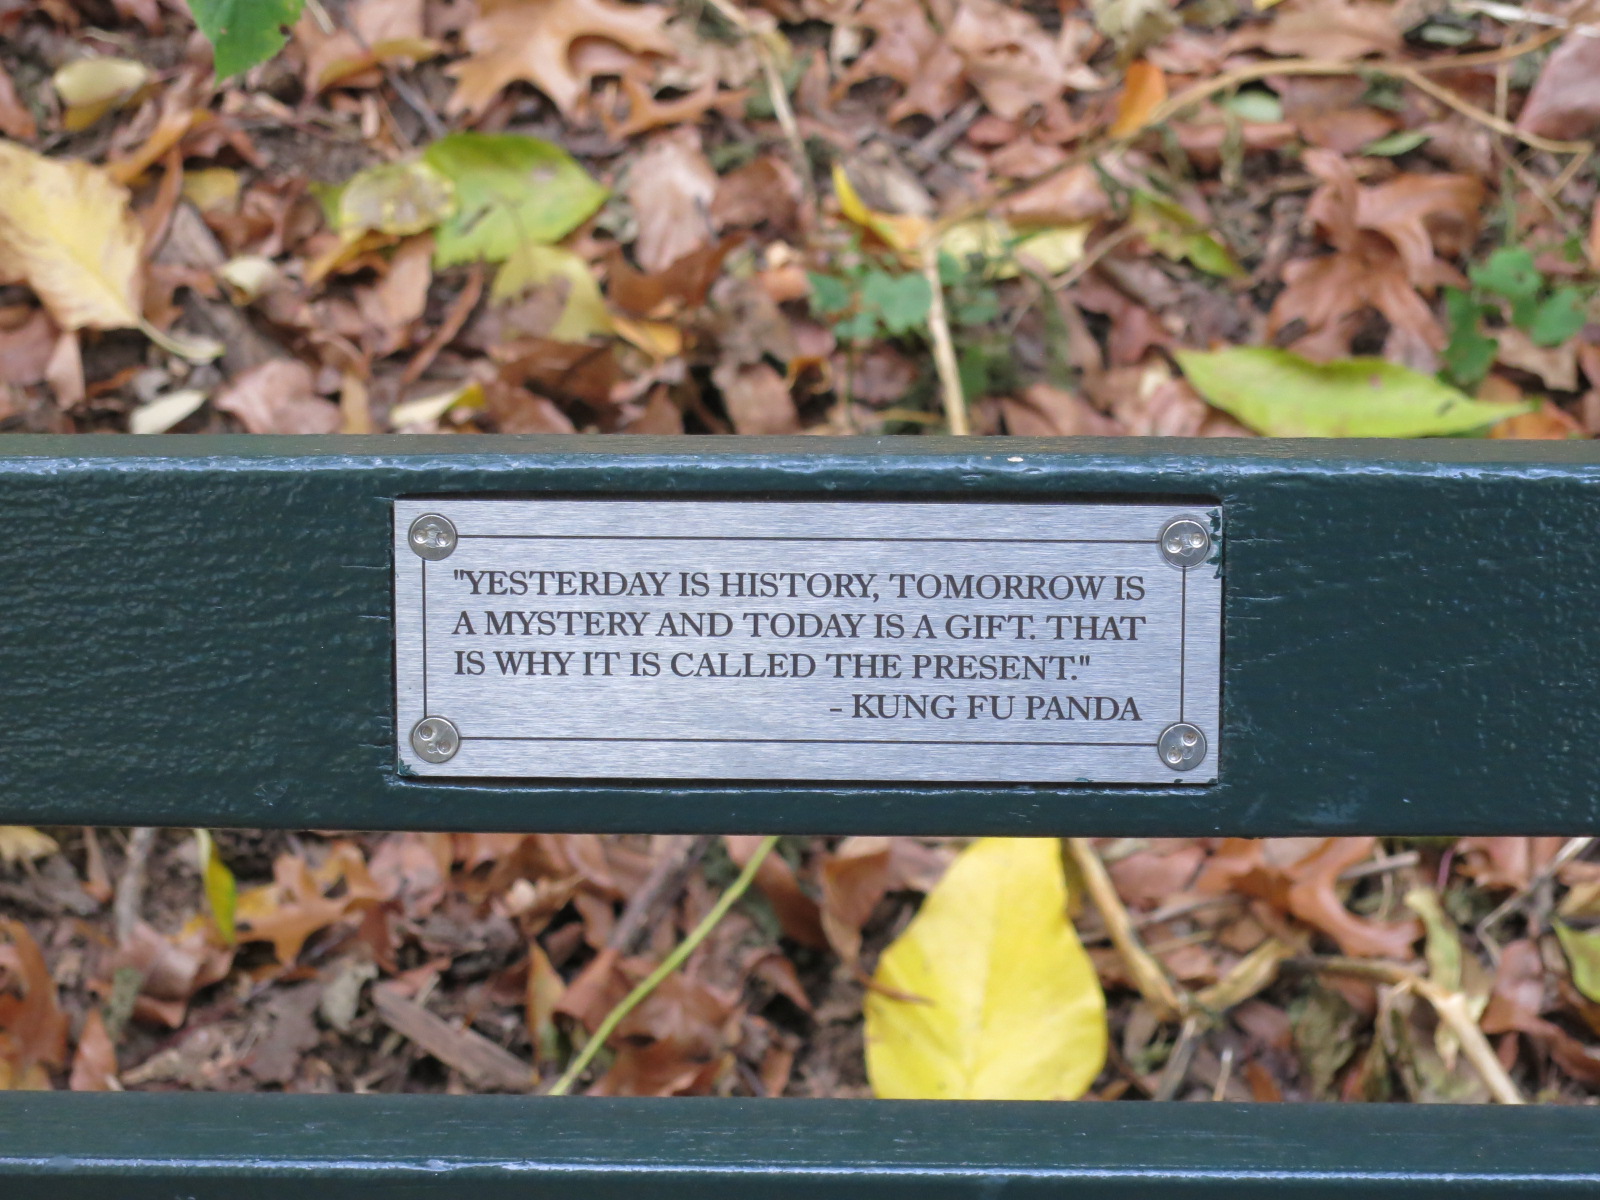 "YESTERDAY IS HISTORY, TOMORROW IS
A MYSTERY AND TODAY IS A GIFT. THAT
IS WHY IT IS CALLED THE PRESENT."
- KUNG FU PANDA